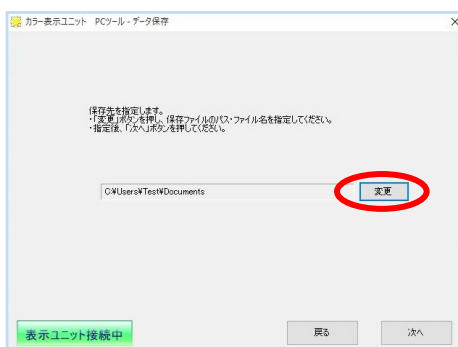 カラー表示ユニット PCツール - データ保存
保存先を指定します。
・「変更」ボタンを押し、保存ファイルのパス・ファイル名を指定してください。
・指定後、「次へ」ボタンを押してください。
C:¥Users¥Test¥Documents
変更
表示ユニット接続中
戻る
次へ